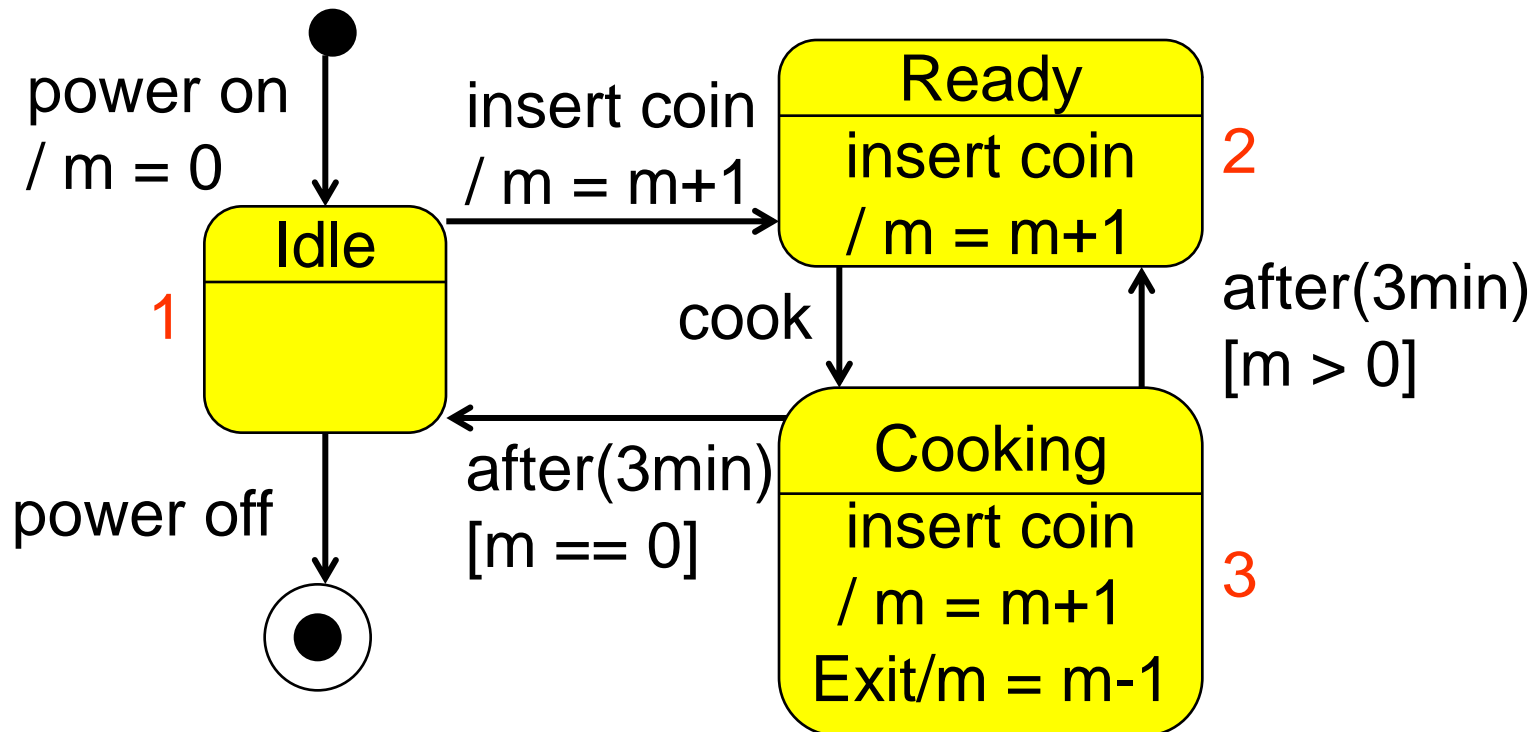 power on
/ m = 0
insert coin
/ m = m+1
Ready
insert coin
/ m = m+1
2
Idle
1
cook
after(3min)
[m > 0]
power off
after(3min)
[m == 0]
Cooking
insert coin
/ m = m+1
Exit/m = m-1
3